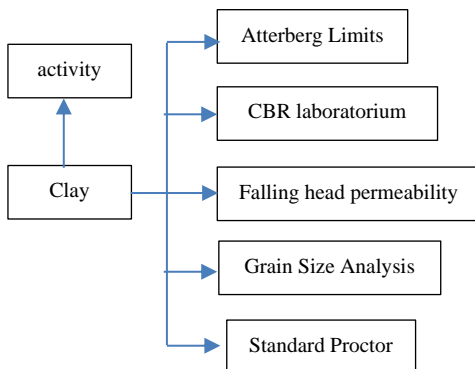 Atterberg Limits
activity
CBR laboratorium
Clay
Falling head permeability
Grain Size Analysis
Standard Proctor